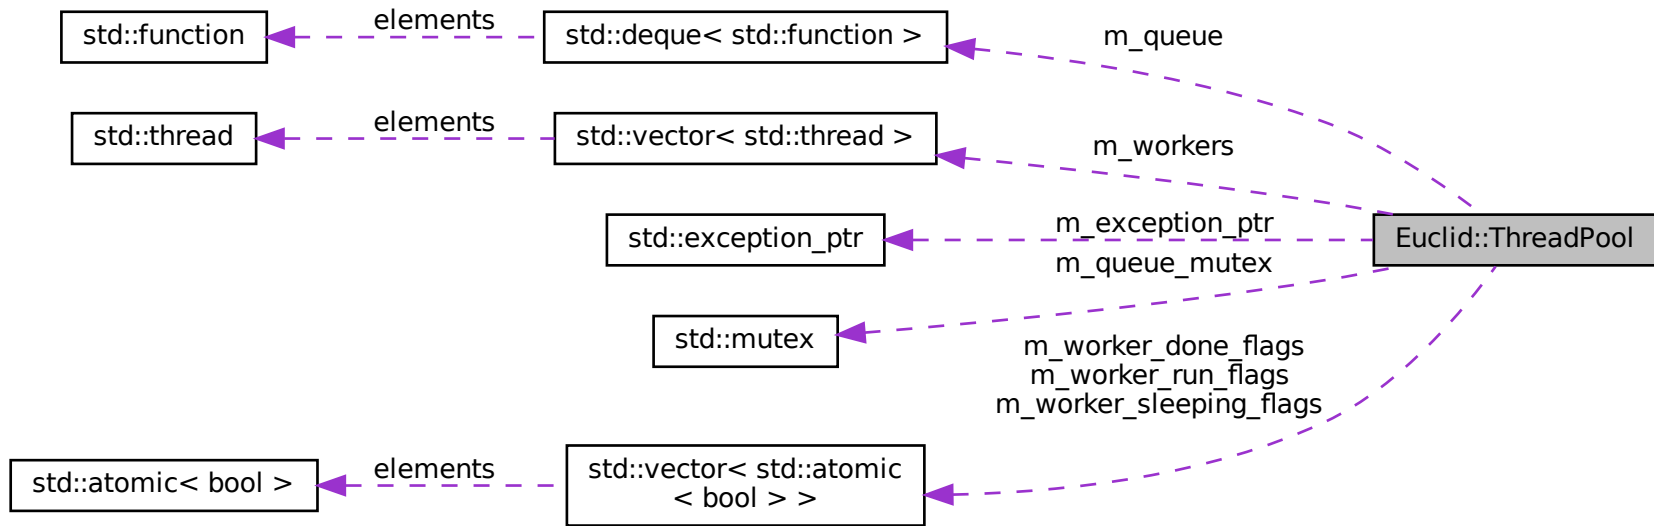 std::function
elements
std::deque< std::function >
m_queue
std::thread
elements
std::vector< std::thread >
m_workers
std::exception_ptr
m_exception_ptr
Euclid::ThreadPool
m_queue_mutex
std::mutex
m_worker_done_flags
m_worker_run_flags
m_worker_sleeping_flags
std::atomic< bool >
elements
std::vector< std::atomic
< bool > >